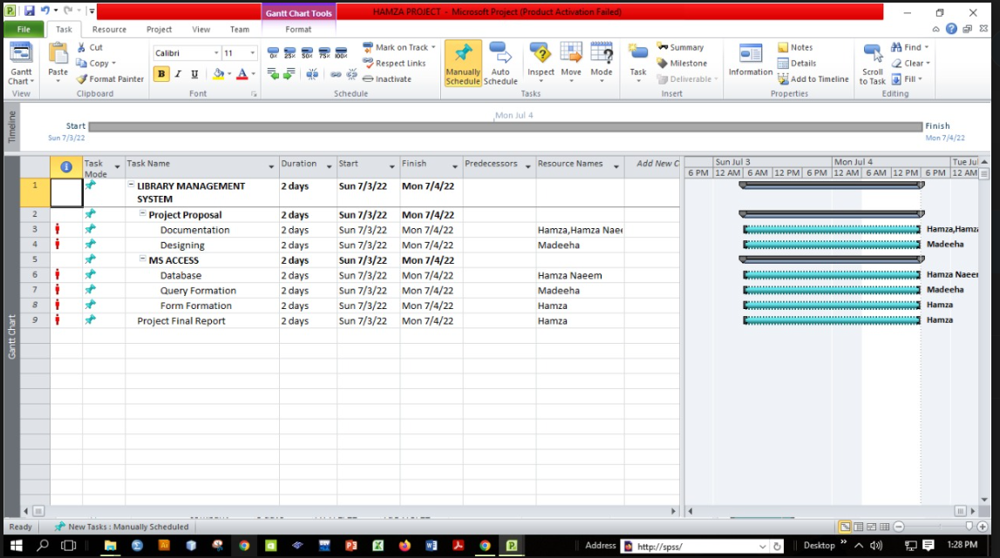 HAMZA PROJECT - Microsoft Project (Product Activation Failed)
Gantt Chart Tools
File Task Resource Project View Team Format
Gantt Chart
View
Paste
Cut
Copy
Format Painter
Clipboard
Calibri 11
B I U A
Font
0% 25% 50% 75% 100%
Mark on Track
Respect Links
Inactivate
Schedule
Manually Schedule
Auto Schedule
Inspect Move Mode
Tasks
Task
Summary
Milestone
Deliverable
Insert
Information
Notes
Details
Add to Timeline
Properties
Scroll to Task
Find
Clear
Fill
Editing
Timeline
Mon Jul 4
Start
Sun 7/3/22
Finish
Mon 7/4/22
Task Mode Task Name Duration Start Finish Predecessors Resource Names Add New C
Sun Jul 3 Mon Jul 4 Tue Jul
6 PM 12 AM 6 AM 12 PM 6 PM 12 AM 6 AM 12 PM 6 PM 12 AM
1 LIBRARY MANAGEMENT SYSTEM 2 days Sun 7/3/22 Mon 7/4/22
2 Project Proposal 2 days Sun 7/3/22 Mon 7/4/22
3 Documentation 2 days Sun 7/3/22 Mon 7/4/22 Hamza,Hamza Naee Hamza,Hamza
4 Designing 2 days Sun 7/3/22 Mon 7/4/22 Madeeha Madeeha
5 MS ACCESS 2 days Sun 7/3/22 Mon 7/4/22
6 Database 2 days Sun 7/3/22 Mon 7/4/22 Hamza Naeem Hamza Naeem
7 Query Formation 2 days Sun 7/3/22 Mon 7/4/22 Madeeha Madeeha
8 Form Formation 2 days Sun 7/3/22 Mon 7/4/22 Hamza Hamza
9 Project Final Report 2 days Sun 7/3/22 Mon 7/4/22 Hamza Hamza
Gantt Chart
Ready New Tasks : Manually Scheduled
Address http://spss/ Desktop 1:28 PM